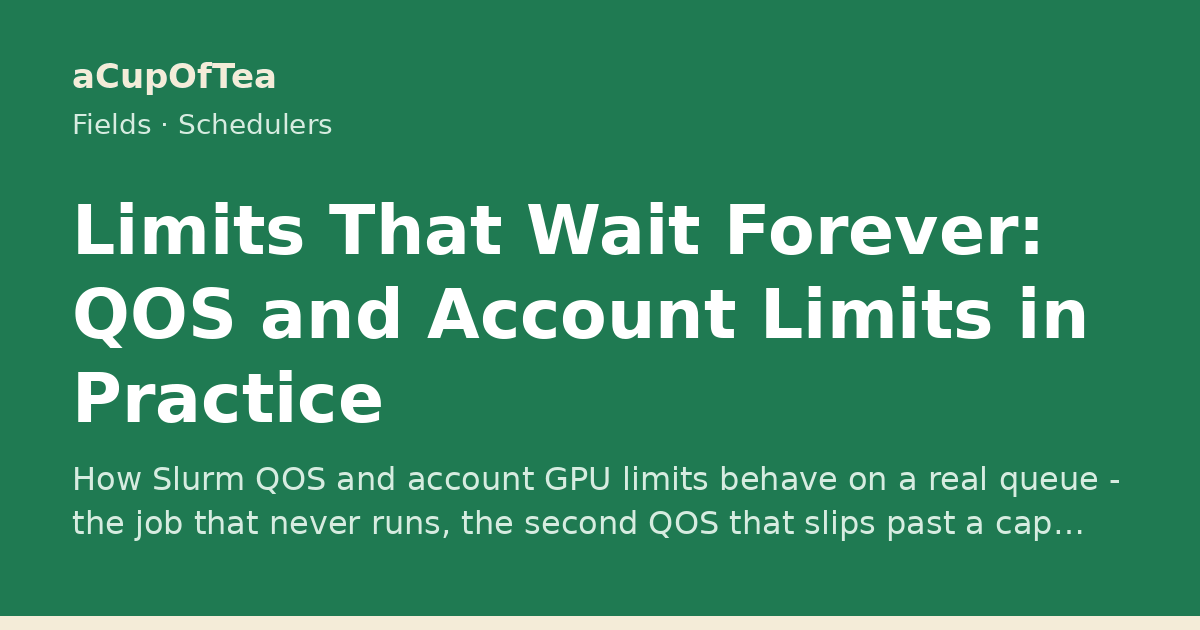 aCupOfTea
Fields · Schedulers
Limits That Wait Forever:
QOS and Account Limits in
Practice
How Slurm QOS and account GPU limits behave on a real queue -
the job that never runs, the second QOS that slips past a cap…